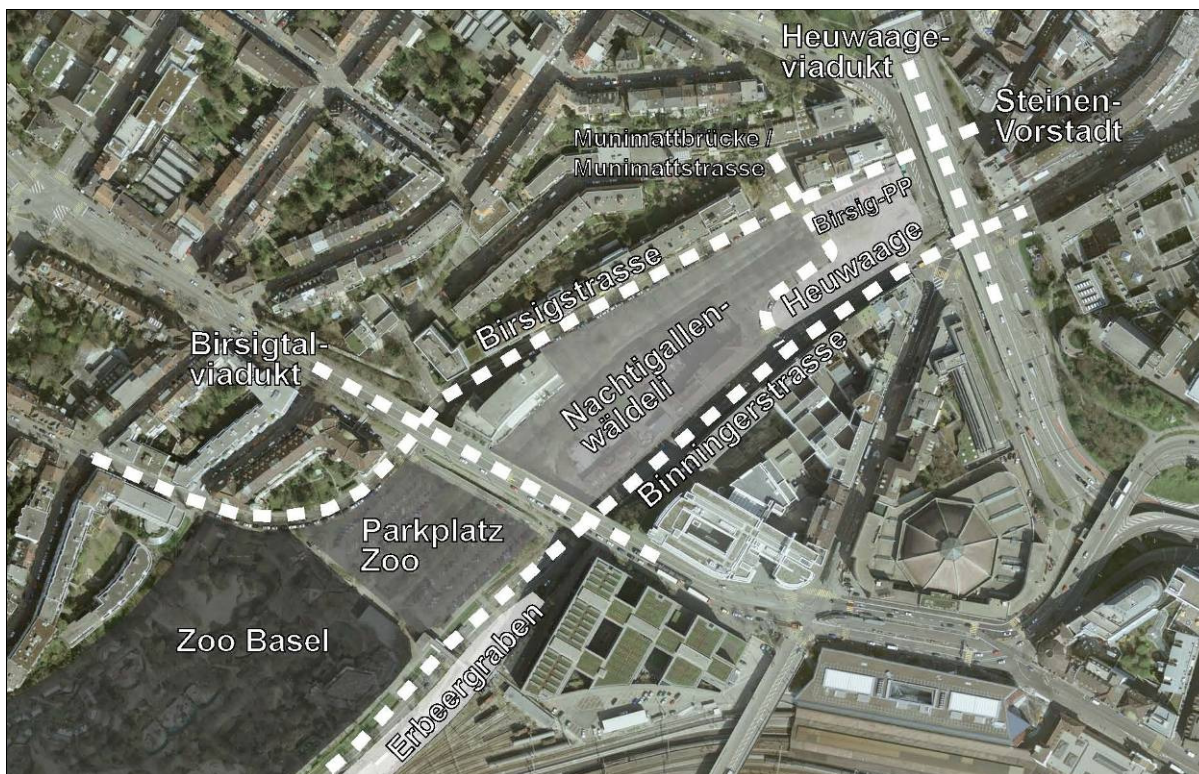 Heuwaage-
viadukt
Steinen-
Vorstadt
Munimattbrücke /
Munimattstrasse
Birsig-PP
Heuwaage
Birsigstrasse
Nachtigallen-
wäldeli
Binningerstrasse
Birsigtal-
viadukt
Parkplatz
Zoo
Zoo Basel
Erbeergraben